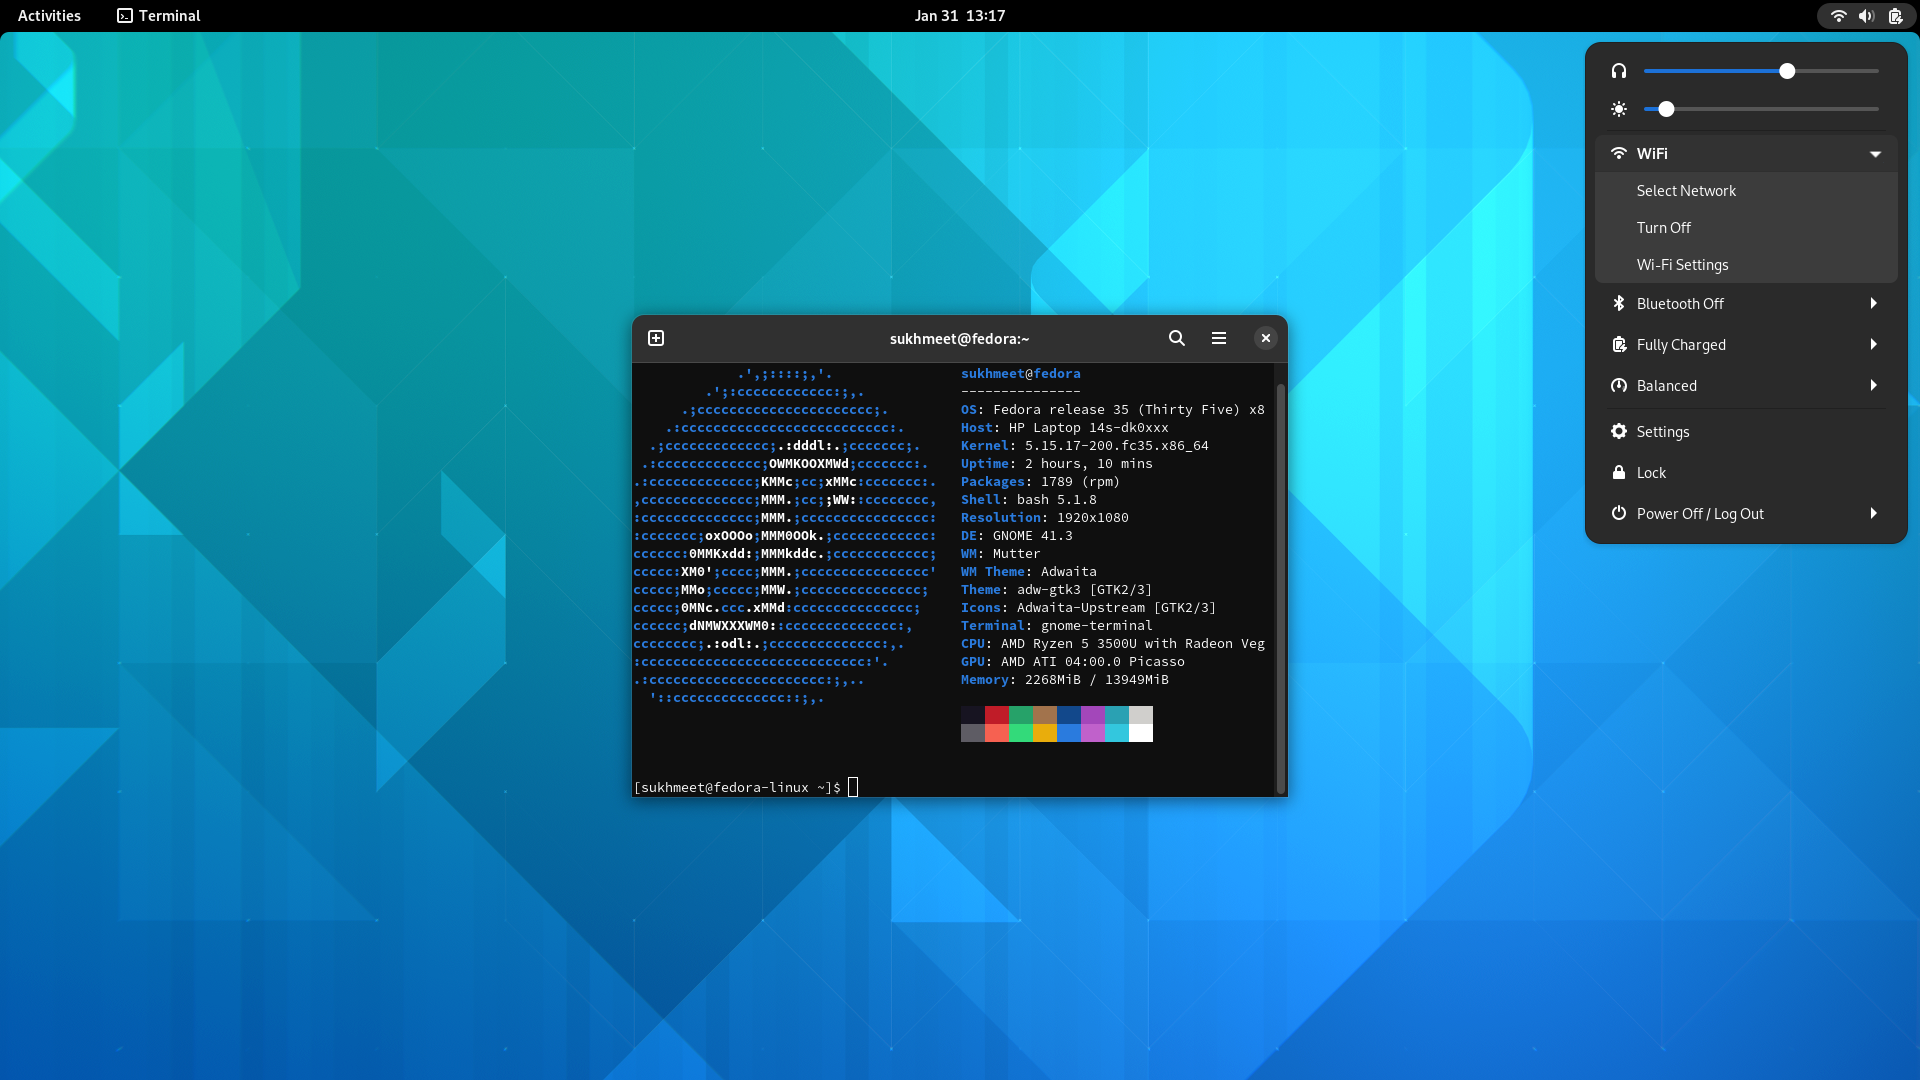 Activities
Terminal
Jan 31 13:17
WiFi
Select Network
Turn Off
Wi-Fi Settings
Bluetooth Off
Fully Charged
Balanced
Settings
Lock
Power Off / Log Out
sukhmeet@fedora:~
.',;::::;,'. sukhmeet@fedora
.';:cccccccccccc:;,. ---------------
.;cccccccccccccccccccccc;. OS: Fedora release 35 (Thirty Five) x8
.:cccccccccccccccccccccccccc:. Host: HP Laptop 14s-dk0xxx
.;ccccccccccccc;.:dddl:.;ccccccc;. Kernel: 5.15.17-200.fc35.x86_64
.:ccccccccccccc;OWMKOOXMWd;ccccccc:. Uptime: 2 hours, 10 mins
.:ccccccccccccc;KMMc;cc;xMMc:ccccccc:. Packages: 1789 (rpm)
,cccccccccccccc;MMM.;cc;;WW::cccccccc, Shell: bash 5.1.8
:cccccccccccccc;MMM.;cccccccccccccccc: Resolution: 1920x1080
:ccccccc;oxOOOo;MMM0OOk.;cccccccccccc: DE: GNOME 41.3
cccccc:0MMKxdd:;MMMkddc.;cccccccccccc; WM: Mutter
ccccc:XM0';cccc;MMM.;cccccccccccccccc' WM Theme: Adwaita
ccccc;MMo;ccccc;MMW.;ccccccccccccccc; Theme: adw-gtk3 [GTK2/3]
ccccc;0MNc.ccc.xMMd:ccccccccccccccc; Icons: Adwaita-Upstream [GTK2/3]
cccccc;dNMWXXXWM0::cccccccccccccc:, Terminal: gnome-terminal
cccccccc;.:odl:.;cccccccccccccc:,. CPU: AMD Ryzen 5 3500U with Radeon Veg
:cccccccccccccccccccccccccccc:'. GPU: AMD ATI 04:00.0 Picasso
.:cccccccccccccccccccccc:;,.. Memory: 2268MiB / 13949MiB
'::cccccccccccccc::;,.
[sukhmeet@fedora-linux ~]$